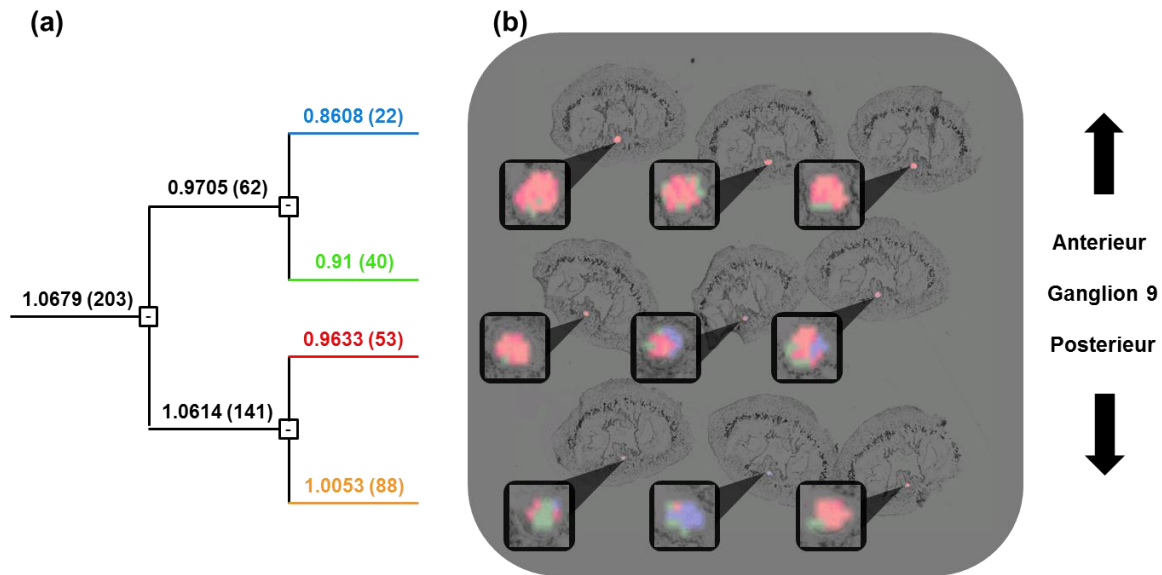 (a)
(b)
0.8608 (22)
0.9705 (62)
-
0.91 (40)
1.0679 (203)
-
0.9633 (53)
1.0614 (141)
-
1.0053 (88)
Anterieur
Ganglion 9
Posterieur